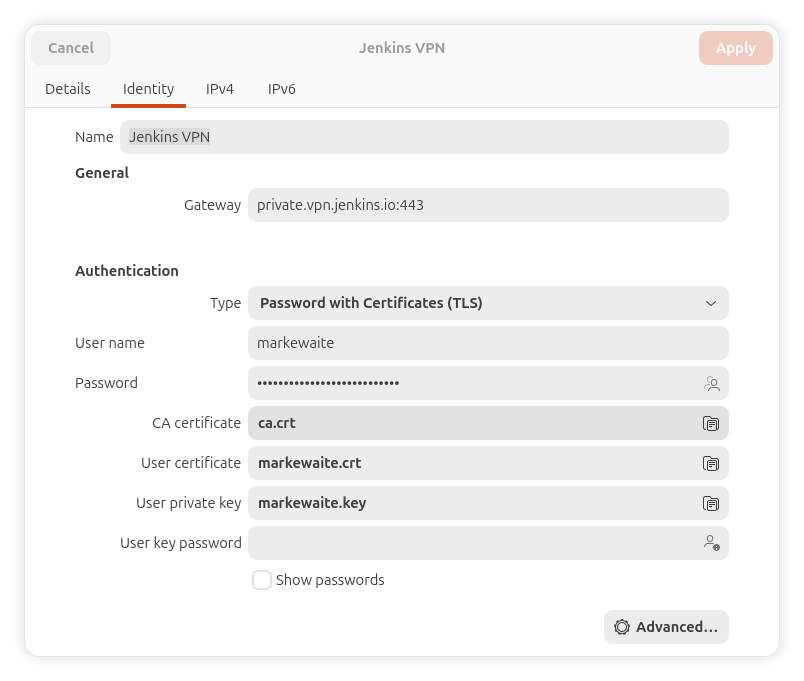 Cancel Jenkins VPN Apply
Details Identity IPv4 IPv6
Name Jenkins VPN
General
Gateway private.vpn.jenkins.io:443
Authentication
Type Password with Certificates (TLS)
User name markewaite
Password •••••••••••••••••••••••••••
CA certificate ca.crt
User certificate markewaite.crt
User private key markewaite.key
User key password
Show passwords
Advanced...